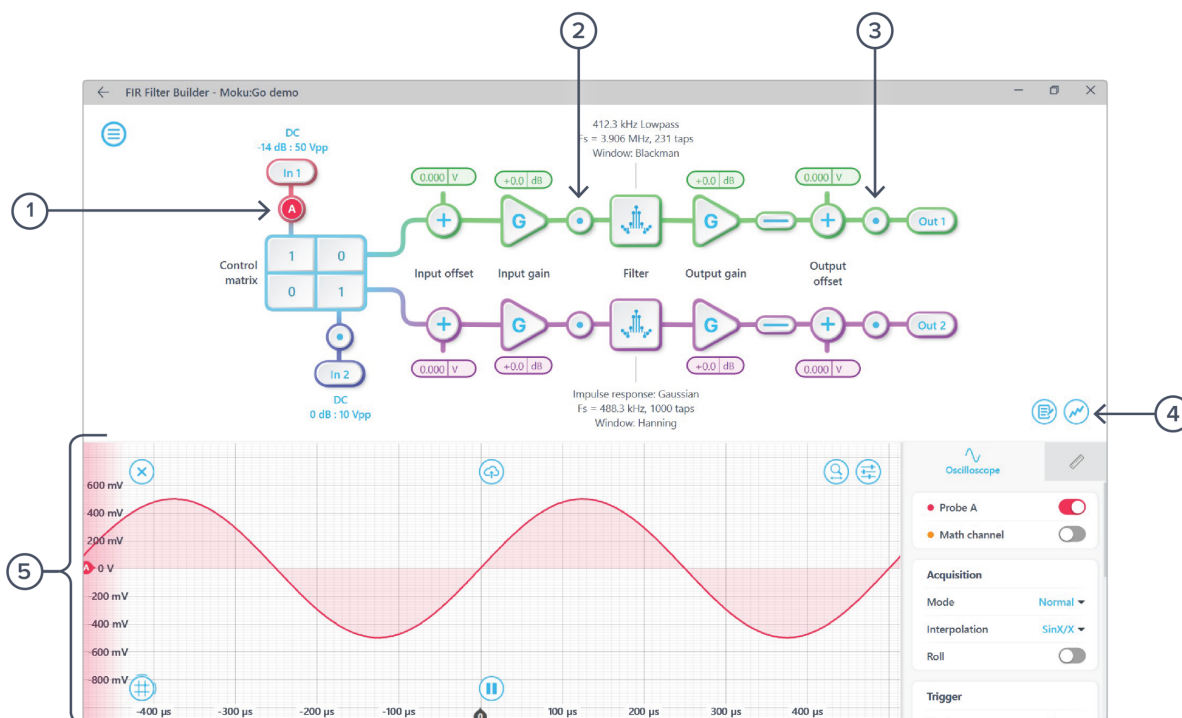 2
3
FIR Filter Builder - Moku:Go demo
DC
-14 dB : 50 Vpp
In 1
1
A
412.3 kHz Lowpass
Fs = 3.906 MHz, 231 taps
Window: Blackman
0.000 V
+0.0 dB
+0.0 dB
0.000 V
G
G
Out 1
Control
matrix
1 0
0 1
Input offset
Input gain
Filter
Output gain
Output
offset
G
G
Out 2
0.000 V
+0.0 dB
+0.0 dB
0.000 V
In 2
DC
0 dB : 10 Vpp
Impulse response: Gaussian
Fs = 488.3 kHz, 1000 taps
Window: Hanning
4
5
600 mV
400 mV
200 mV
A 0 V
-200 mV
-400 mV
-600 mV
-800 mV
-400 µs
-300 µs
-200 µs
-100 µs
0
100 µs
200 µs
300 µs
400 µs
Oscilloscope
Probe A
Math channel
Acquisition
Mode Normal
Interpolation SinX/X
Roll
Trigger